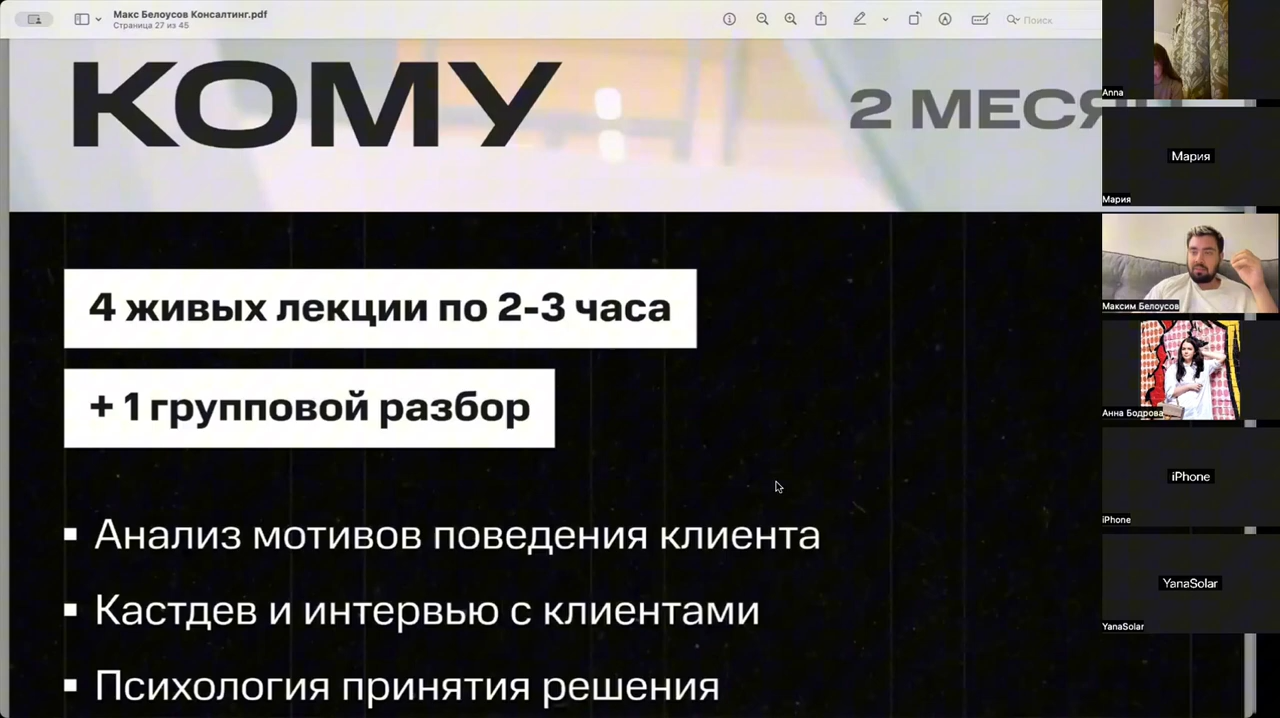 Макс Белоусов Консалтинг.pdf
Страница 27 из 45
Поиск
КОМУ
2 МЕСЯ
4 живых лекции по 2-3 часа
+ 1 групповой разбор
Анализ мотивов поведения клиента
Кастдев и интервью с клиентами
Психология принятия решения
Anna
Мария
Мария
Максим Белоусов
Анна Бодрова
iPhone
iPhone
YanaSolar
YanaSolar